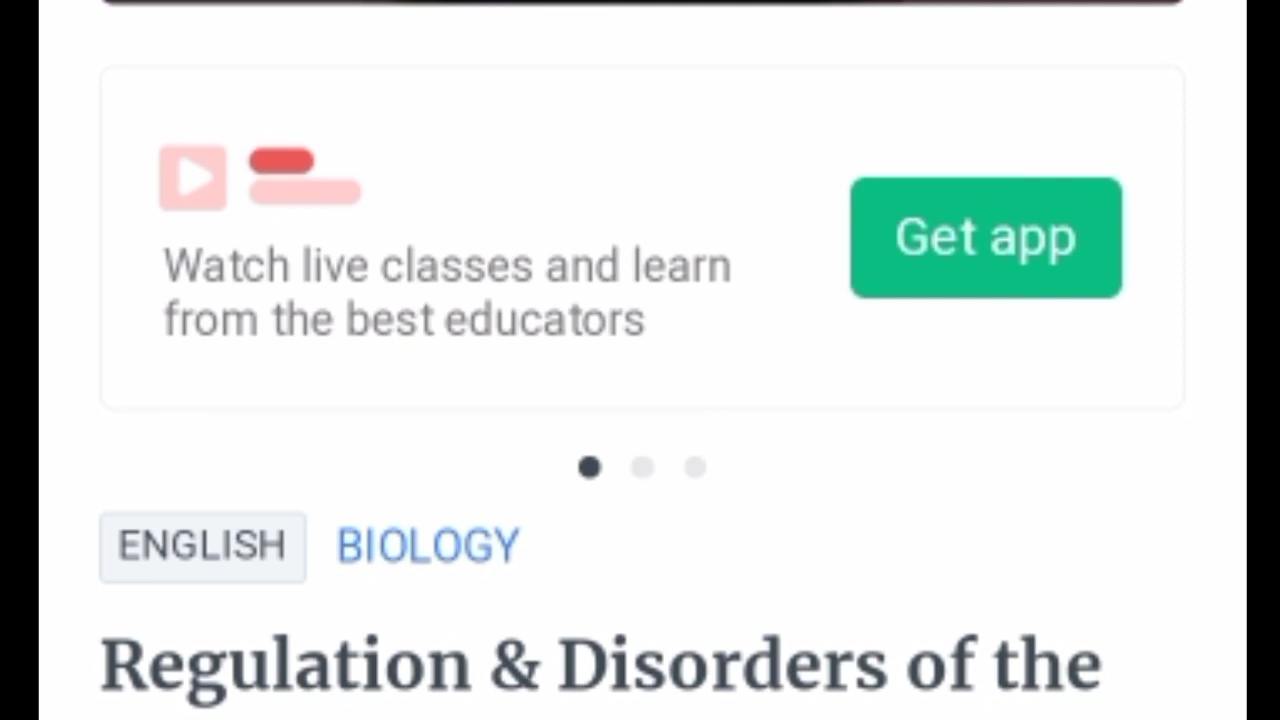 Watch live classes and learn
from the best educators
Get app
ENGLISH BIOLOGY
Regulation & Disorders of the